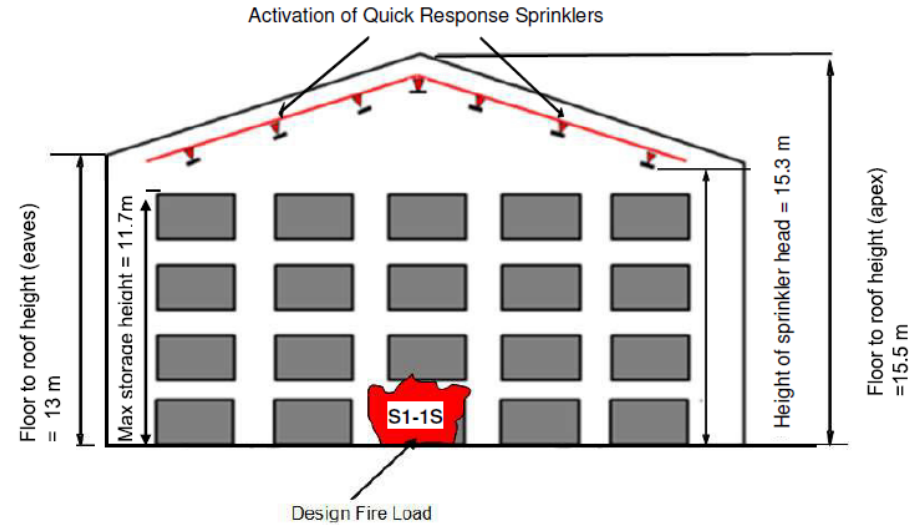 Activation of Quick Response Sprinklers
Floor to roof height (eaves)
= 13 m
Max storage height = 11.7m
S1-1S
Height of sprinkler head = 15.3 m
Floor to roof height (apex)
=15.5 m
Design Fire Load